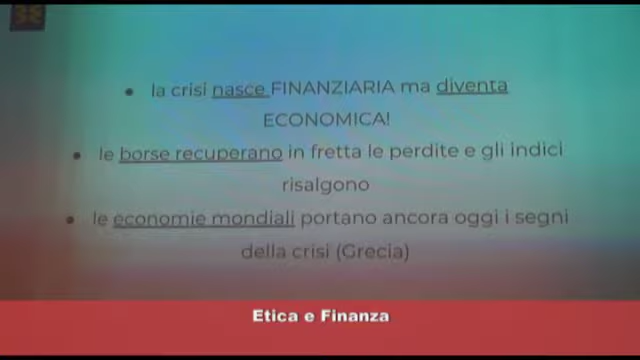 ● la crisi nasce FINANZIARIA ma diventa
ECONOMICA!
● le borse recuperano in fretta le perdite e gli indici
risalgono
● le economie mondiali portano ancora oggi i segni
della crisi (Grecia)
Etica e Finanza